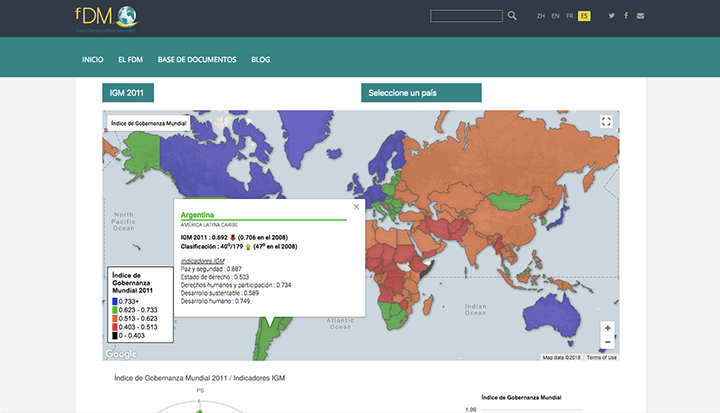 fDM
Foro Democrático Mundial
ZH EN FR ES
INICIO EL FDM BASE DE DOCUMENTOS BLOG
IGM 2011
Seleccione un país
Índice de Gobernanza Mundial
North
Pacific
Ocean
Argentina
AMÉRICA LATINA CARIBE
IGM 2011 : 0.692 (0.706 en el 2008)
Clasificación : 40º/179 (47º en el 2008)
Indicadores IGM
Paz y seguridad : 0.887
Estado de derecho : 0.503
Derechos humanos y participación : 0.734
Desarrollo sustentable : 0.589
Desarrollo humano : 0.749
Índice de
Gobernanza
Mundial 2011
0.733+
0.623 - 0.733
0.513 - 0.623
0.403 - 0.513
0 - 0.403
Atlantic
Ocean
Indian
Ocean
+
−
Google
Map data ©2018 Terms of Use
Índice de Gobernanza Mundial 2011 / Indicadores IGM
PS
Índice de Gobernanza Mundial
1.00